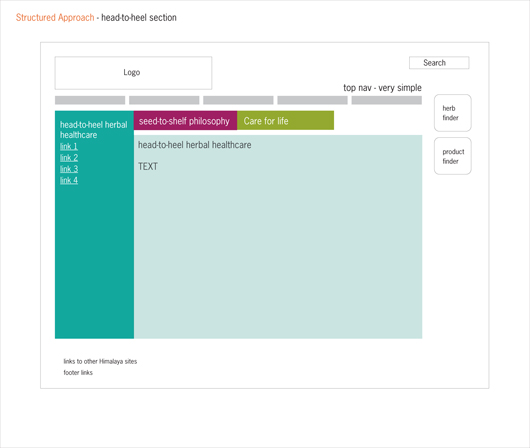 Structured Approach - head-to-heel section
Logo
Search
top nav - very simple
seed-to-shelf philosophy
Care for life
head-to-heel herbal
healthcare
link 1
link 2
link 3
link 4
head-to-heel herbal healthcare
TEXT
herb
finder
product
finder
links to other Himalaya sites
footer links